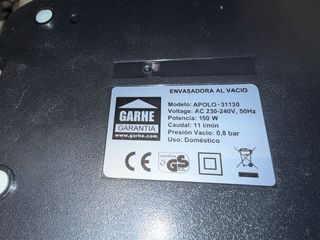 ENVASADORA AL VACIO
GARHE
GARANTIA
www.garhe.com
Modelo: APOLO - 31130
Voltage: AC 230-240V, 50Hz
Potencia: 150 W
Caudal: 11 l/min
Presión Vacio: 0,8 bar
Uso: Doméstico